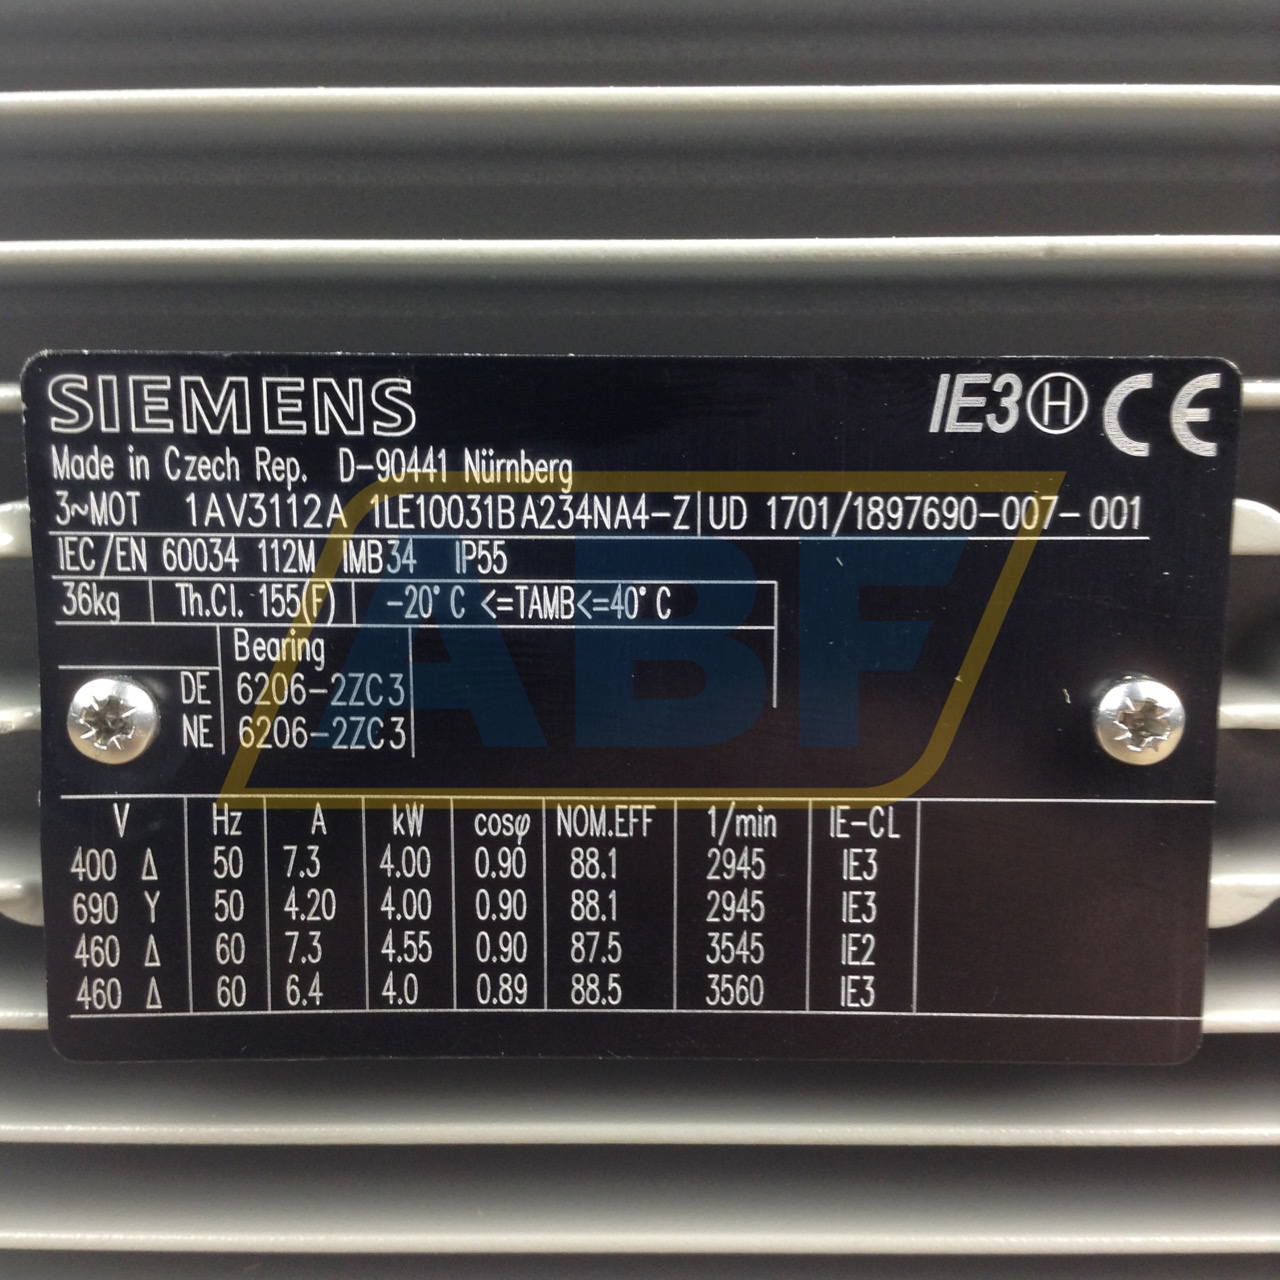 SIEMENS
IE3 H CE
Made in Czech Rep. D-90441 Nürnberg
3~MOT 1AV3112A 1LE10031BA234NA4-Z UD 1701/1897690-007-001
IEC/EN 60034 112M IMB34 IP55
36kg Th.Cl. 155(F) -20°C <=TAMB<=40°C
Bearing
DE 6206-2ZC3
NE 6206-2ZC3
ABF
V Hz A kW cosφ NOM.EFF 1/min IE-CL
400 Δ 50 7.3 4.00 0.90 88.1 2945 IE3
690 Y 50 4.20 4.00 0.90 88.1 2945 IE3
460 Δ 60 7.3 4.55 0.90 87.5 3545 IE2
460 Δ 60 6.4 4.0 0.89 88.5 3560 IE3